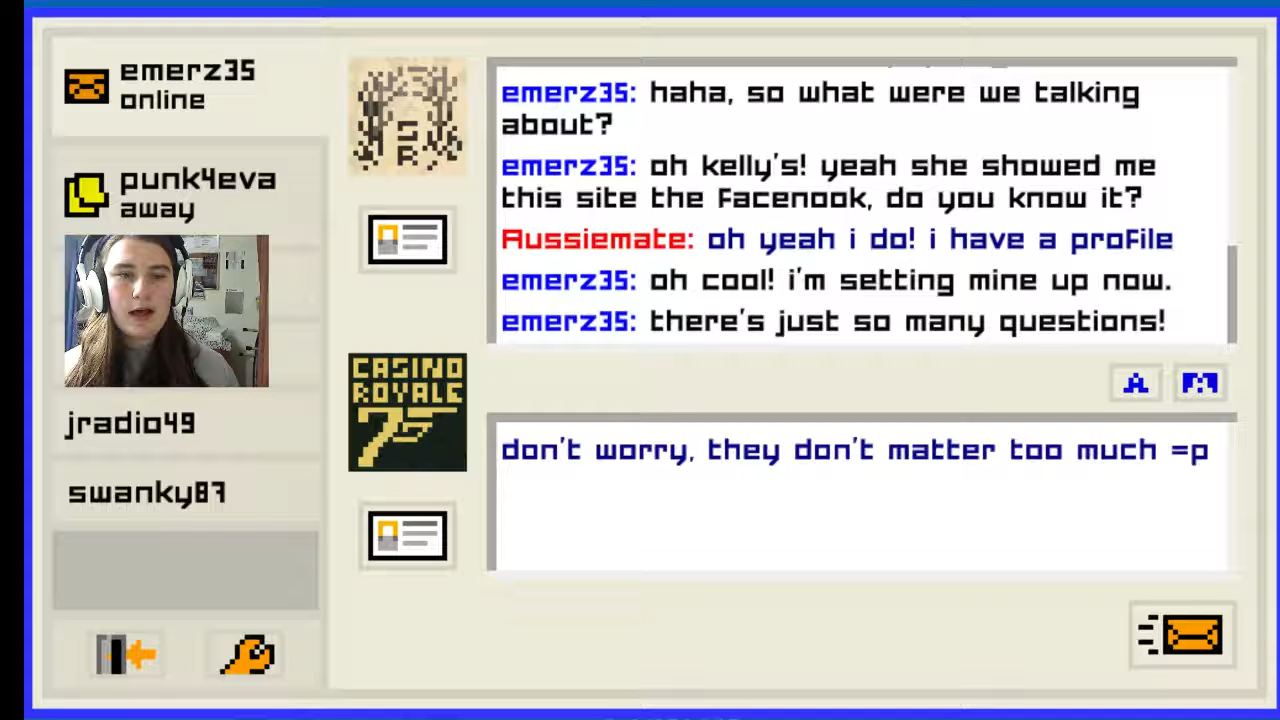 emerz35
online
punk4eva
away
jradio49
swanky87
S
R
emerz35: haha, so what were we talking
about?
emerz35: oh kelly's! yeah she showed me
this site the Facenook, do you know it?
Aussiemate: oh yeah i do! i have a profile
emerz35: oh cool! i'm setting mine up now.
emerz35: there's just so many questions!
A
CASINO
ROYALE
7
don't worry, they don't matter too much =p